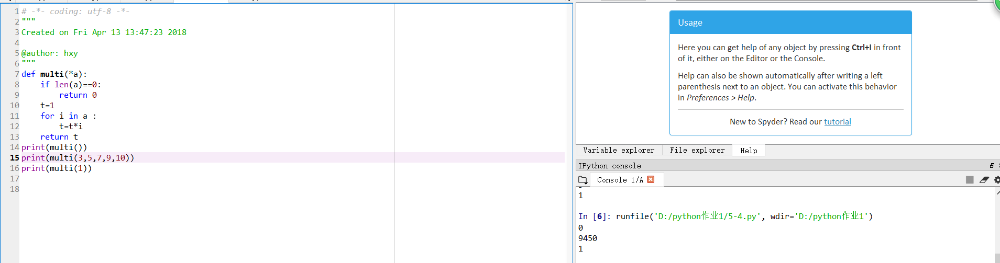 1 # -*- coding: utf-8 -*-
2 """
3 Created on Fri Apr 13 13:47:23 2018
4
5 @author: hxy
6 """
7 def multi(*a):
8     if len(a)==0:
9         return 0
10     t=1
11     for i in a :
12         t=t*i
13     return t
14 print(multi())
15 print(multi(3,5,7,9,10))
16 print(multi(1))
17
18
Usage
Here you can get help of any object by pressing Ctrl+I in front
of it, either on the Editor or the Console.
Help can also be shown automatically after writing a left
parenthesis next to an object. You can activate this behavior
in Preferences > Help.
New to Spyder? Read our tutorial
Variable explorer File explorer Help
IPython console
Console 1/A
1
In [6]: runfile('D:/python作业1/5-4.py', wdir='D:/python作业1')
0
9450
1